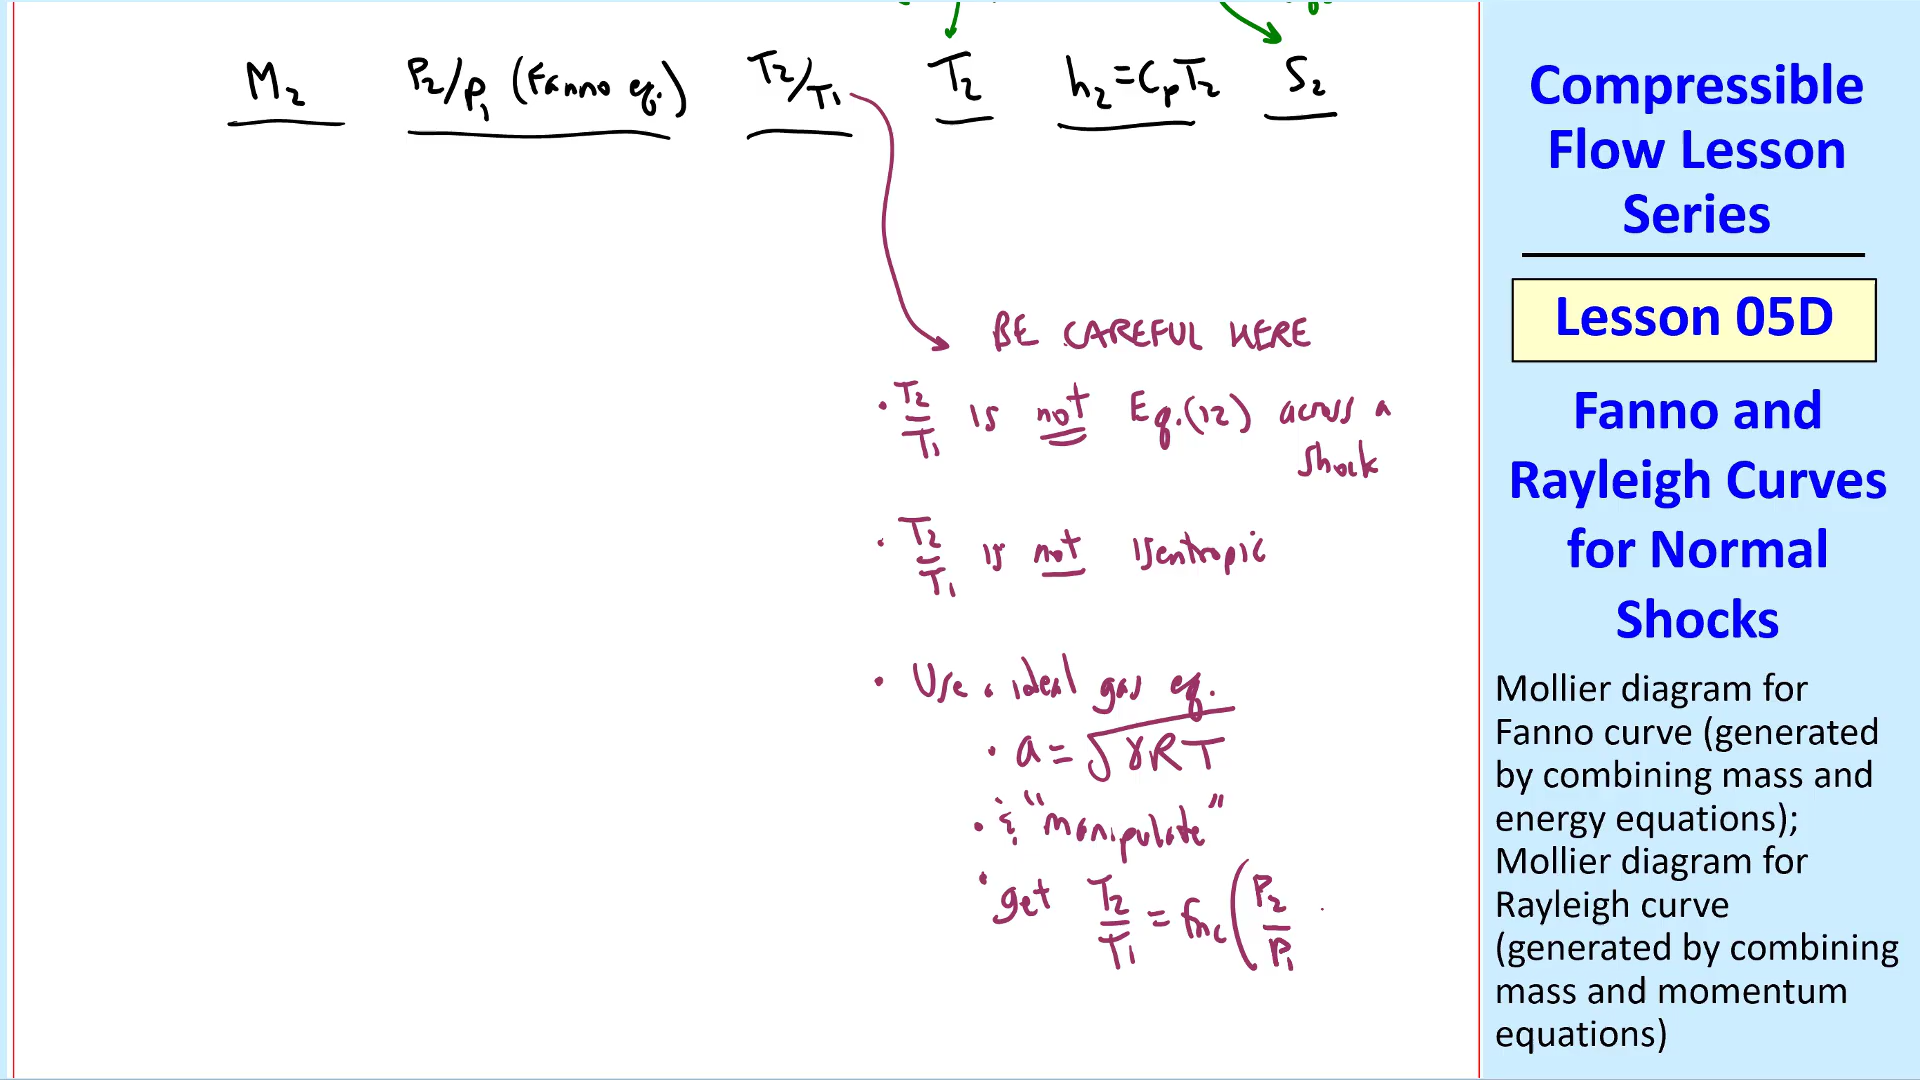 M₂ P₂/P₁ (Fanno eq.) T₂/T₁ T₂ h₂=CpT₂ S₂
BE CAREFUL HERE
• T₂/T₁ is not Eq.(12) across a
shock
• T₂/T₁ is not isentropic
• Use ideal gas eq.
• a = √γRT
• & "manipulate"
• get T₂/T₁ = fnc(P₂/P₁
Compressible
Flow Lesson
Series
Lesson 05D
Fanno and
Rayleigh Curves
for Normal
Shocks
Mollier diagram for
Fanno curve (generated
by combining mass and
energy equations);
Mollier diagram for
Rayleigh curve
(generated by combining
mass and momentum
equations)